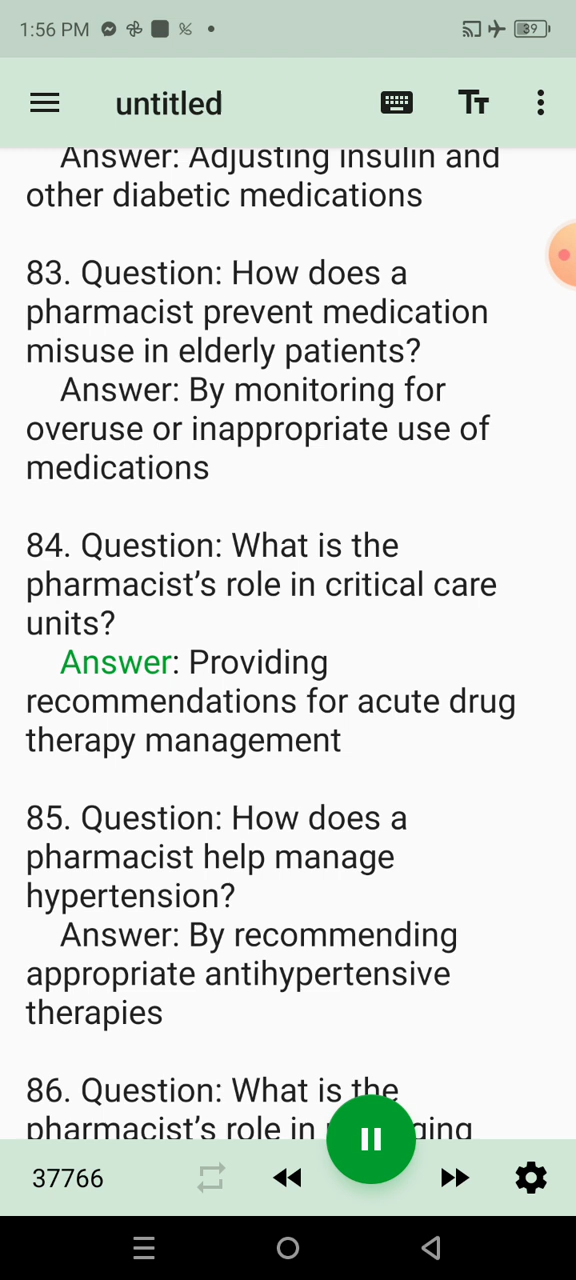 1:56 PM
39
untitled
Answer: Adjusting insulin and
other diabetic medications
83. Question: How does a
pharmacist prevent medication
misuse in elderly patients?
Answer: By monitoring for
overuse or inappropriate use of
medications
84. Question: What is the
pharmacist’s role in critical care
units?
Answer: Providing
recommendations for acute drug
therapy management
85. Question: How does a
pharmacist help manage
hypertension?
Answer: By recommending
appropriate antihypertensive
therapies
86. Question: What is the
pharmacist’s role in
37766